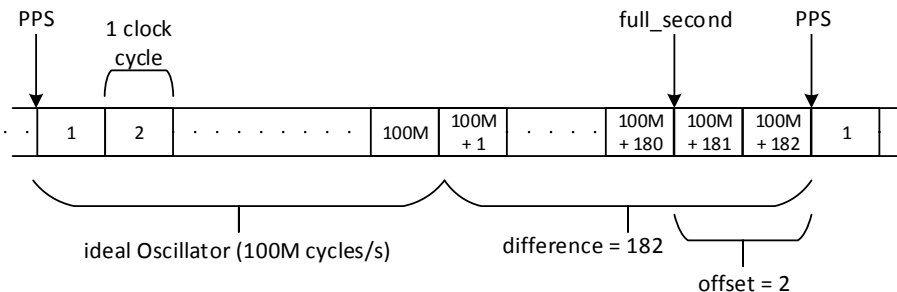 PPS
1 clock
cycle
full_second
PPS
· · 1 2 · · · · · · · · 100M 100M
+ 1 · · · · 100M
+ 180 100M
+ 181 100M
+ 182 1 ·
ideal Oscillator (100M cycles/s)
difference = 182
offset = 2